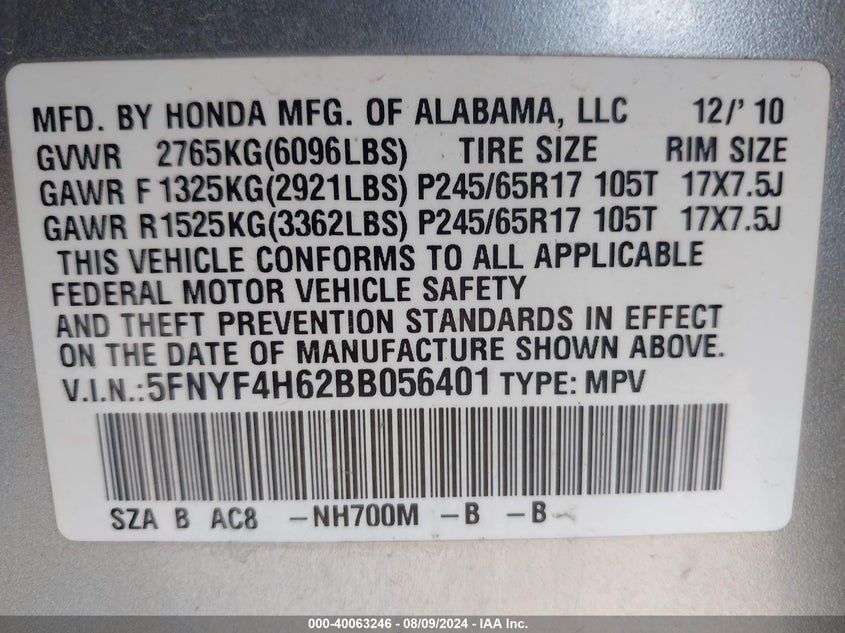 MFD. BY HONDA MFG. OF ALABAMA, LLC 12/' 10
GVWR 2765KG(6096LBS) TIRE SIZE RIM SIZE
GAWR F 1325KG(2921LBS) P245/65R17 105T 17X7.5J
GAWR R1525KG(3362LBS) P245/65R17 105T 17X7.5J
THIS VEHICLE CONFORMS TO ALL APPLICABLE
FEDERAL MOTOR VEHICLE SAFETY
AND THEFT PREVENTION STANDARDS IN EFFECT
ON THE DATE OF MANUFACTURE SHOWN ABOVE.
V.I.N.:5FNYF4H62BB056401 TYPE: MPV
SZA B AC8 -NH700M -B -B-
000-40063246 - 08/09/2024 - IAA Inc.